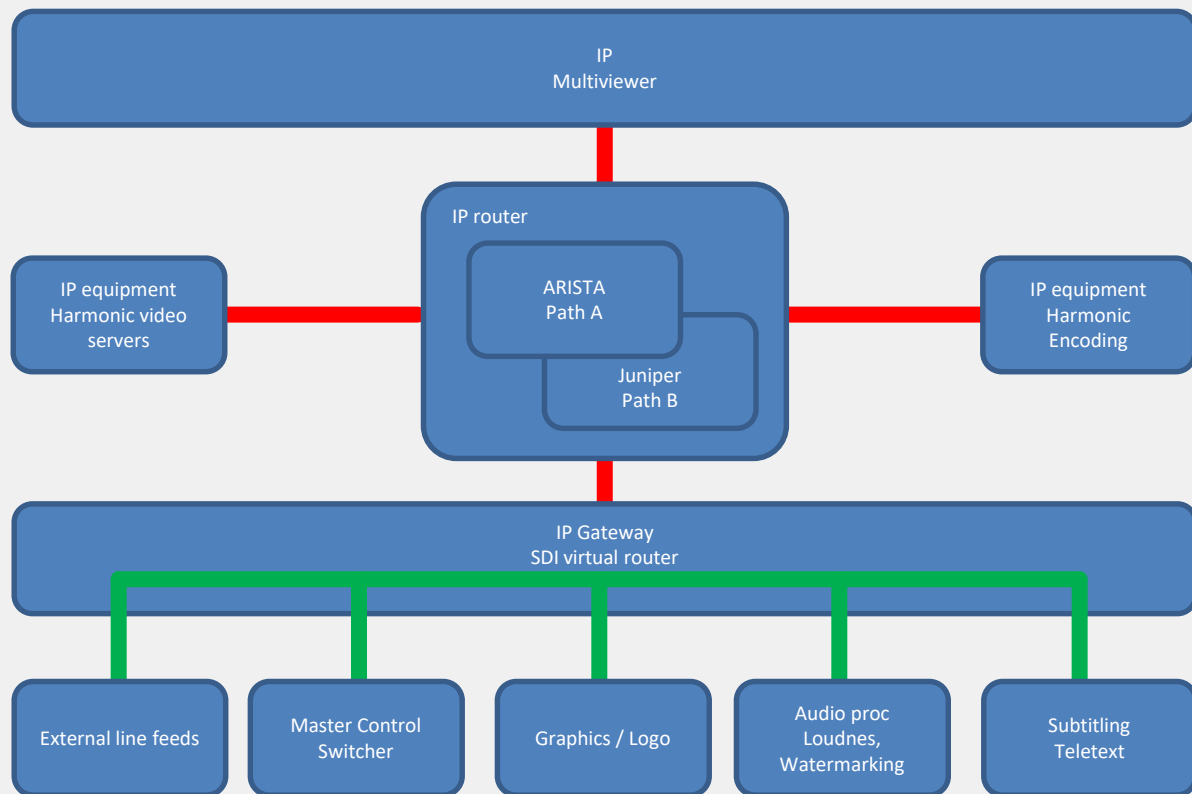 IP
Multiviewer
IP router
ARISTA
Path A
Juniper
Path B
IP equipment
Harmonic video
servers
IP equipment
Harmonic
Encoding
IP Gateway
SDI virtual router
External line feeds
Master Control
Switcher
Graphics / Logo
Audio proc
Loudnes,
Watermarking
Subtitling
Teletext